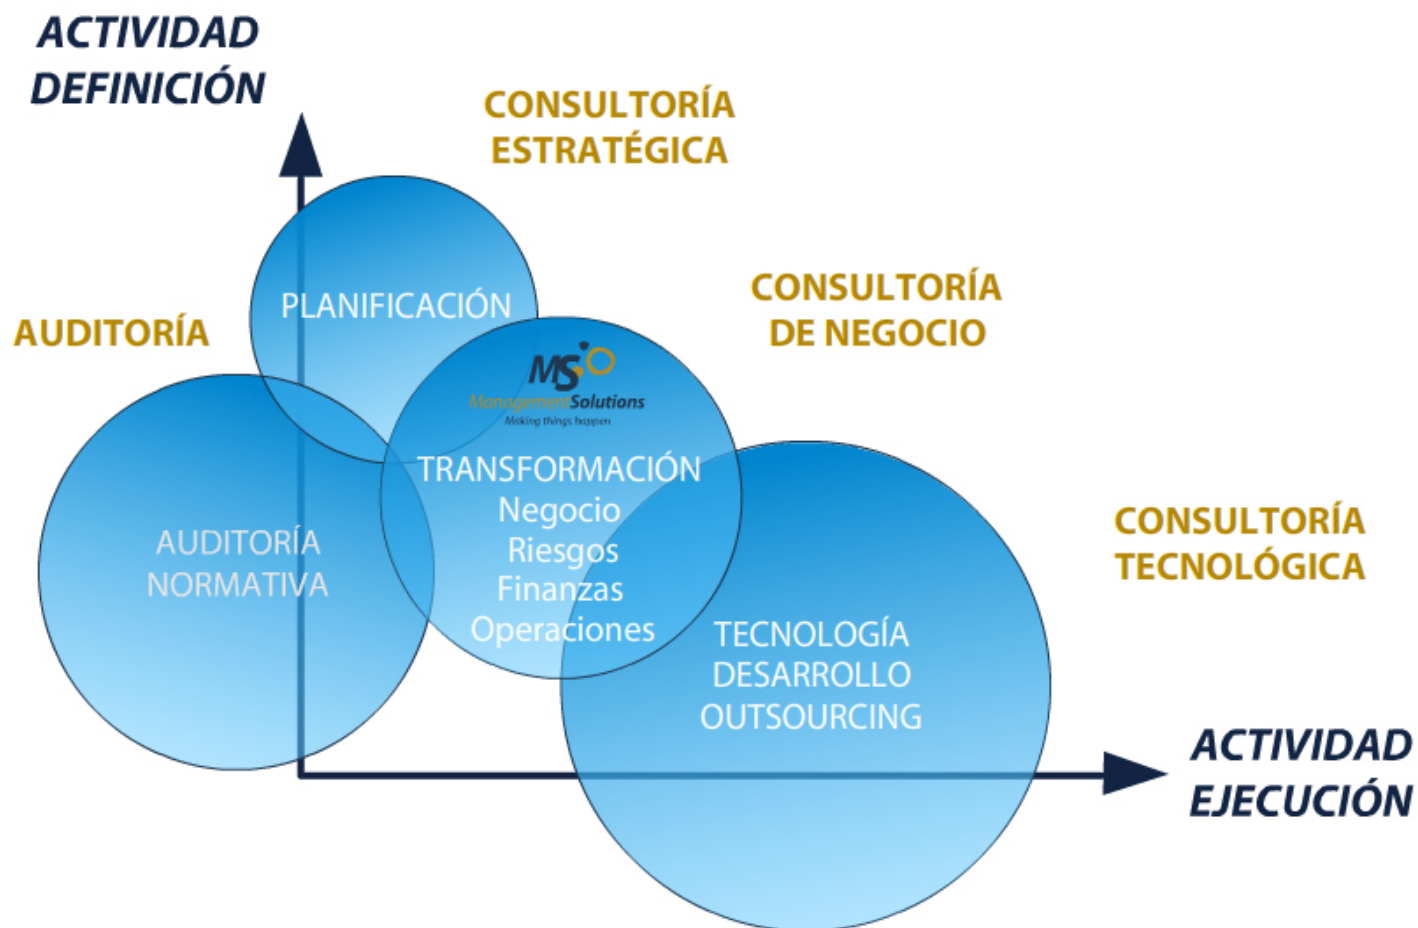 ACTIVIDAD
DEFINICIÓN
CONSULTORÍA
ESTRATÉGICA
PLANIFICACIÓN
CONSULTORÍA
DE NEGOCIO
AUDITORÍA
MS
ManagementSolutions
Making things happen
TRANSFORMACIÓN
Negocio
Riesgos
Finanzas
Operaciones
AUDITORÍA
NORMATIVA
CONSULTORÍA
TECNOLÓGICA
TECNOLOGÍA
DESARROLLO
OUTSOURCING
ACTIVIDAD
EJECUCIÓN